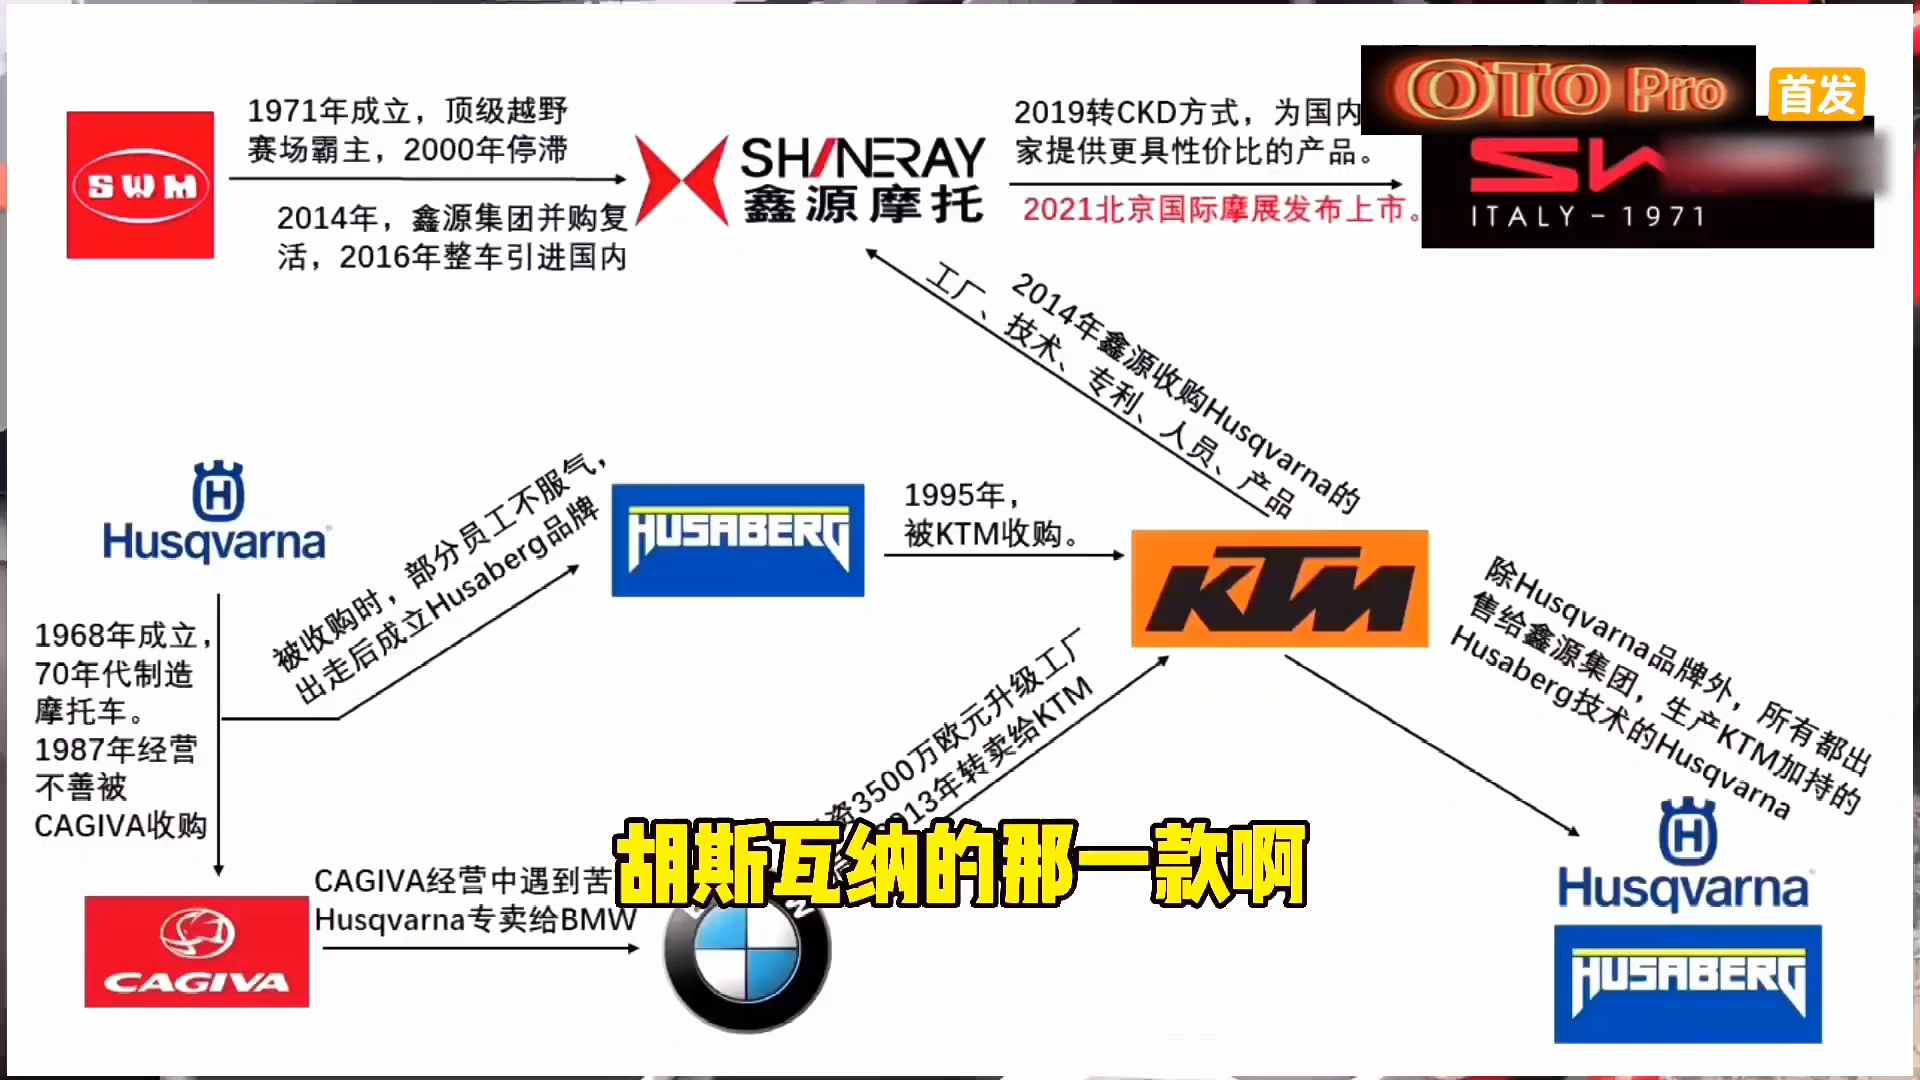 SWM
1971年成立，顶级越野
赛场霸主，2000年停滞
2014年，鑫源集团并购复
活，2016年整车引进国内
SHINERAY
鑫源摩托
2019转CKD方式，为国内
家提供更具性价比的产品。
2021北京国际摩展发布上市。
OTO Pro
首发
ITALY-1971
2014年鑫源收购Husqvarna的
工厂、技术、专利、人员、产品
Husqvarna
被收购时，部分员工不服气，
出走后成立Husaberg品牌
HUSABERG
1995年，
被KTM收购。
KTM
1968年成立，
70年代制造
摩托车。
1987年经营
不善被
CAGIVA收购
资3500万欧元升级工厂
913年转卖给KTM
除Husqvarna品牌外，所有都出
售给鑫源集团，生产KTM加持的
Husaberg技术的Husqvarna
胡斯瓦纳的那一款啊
CAGIVA
CAGIVA经营中遇到苦
Husqvarna专卖给BMW
Husqvarna
HUSABERG